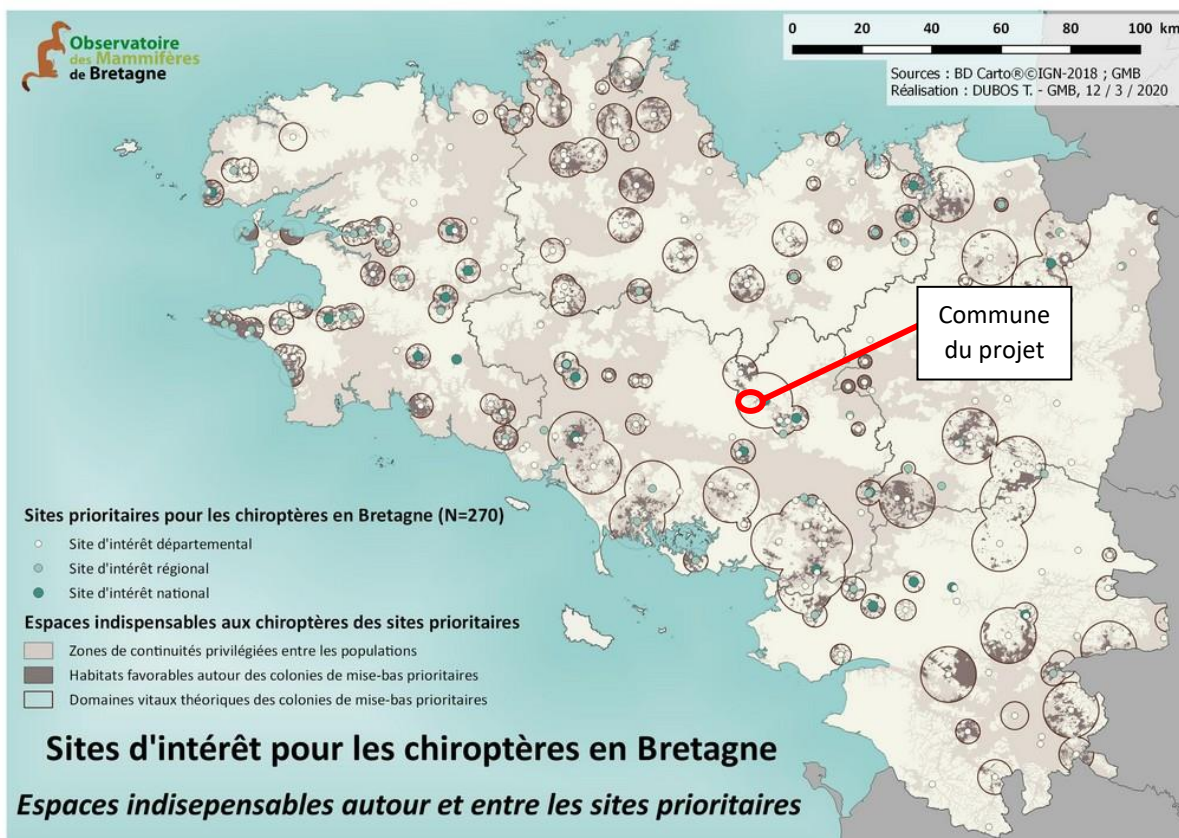 Observatoire
des Mammifères
de Bretagne
0 20 40 60 80 100 km
Sources : BD Carto®©IGN-2018 ; GMB
Réalisation : DUBOS T. - GMB, 12 / 3 / 2020
Commune
du projet
Sites prioritaires pour les chiroptères en Bretagne (N=270)
Site d'intérêt départemental
Site d'intérêt régional
Site d'intérêt national
Espaces indispensables aux chiroptères des sites prioritaires
Zones de continuités privilégiées entre les populations
Habitats favorables autour des colonies de mise-bas prioritaires
Domaines vitaux théoriques des colonies de mise-bas prioritaires
Sites d'intérêt pour les chiroptères en Bretagne
Espaces indisepensables autour et entre les sites prioritaires